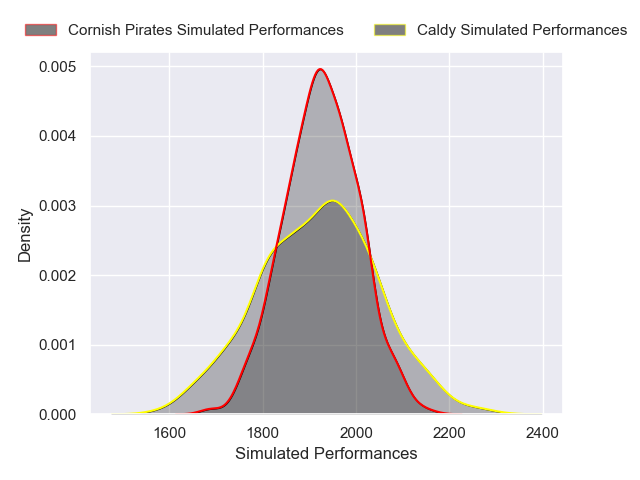 Cornish Pirates Simulated Performances
Caldy Simulated Performances
0.005
0.004
0.003
0.002
0.001
0.000
Density
1600
1800
2000
2200
2400
Simulated Performances